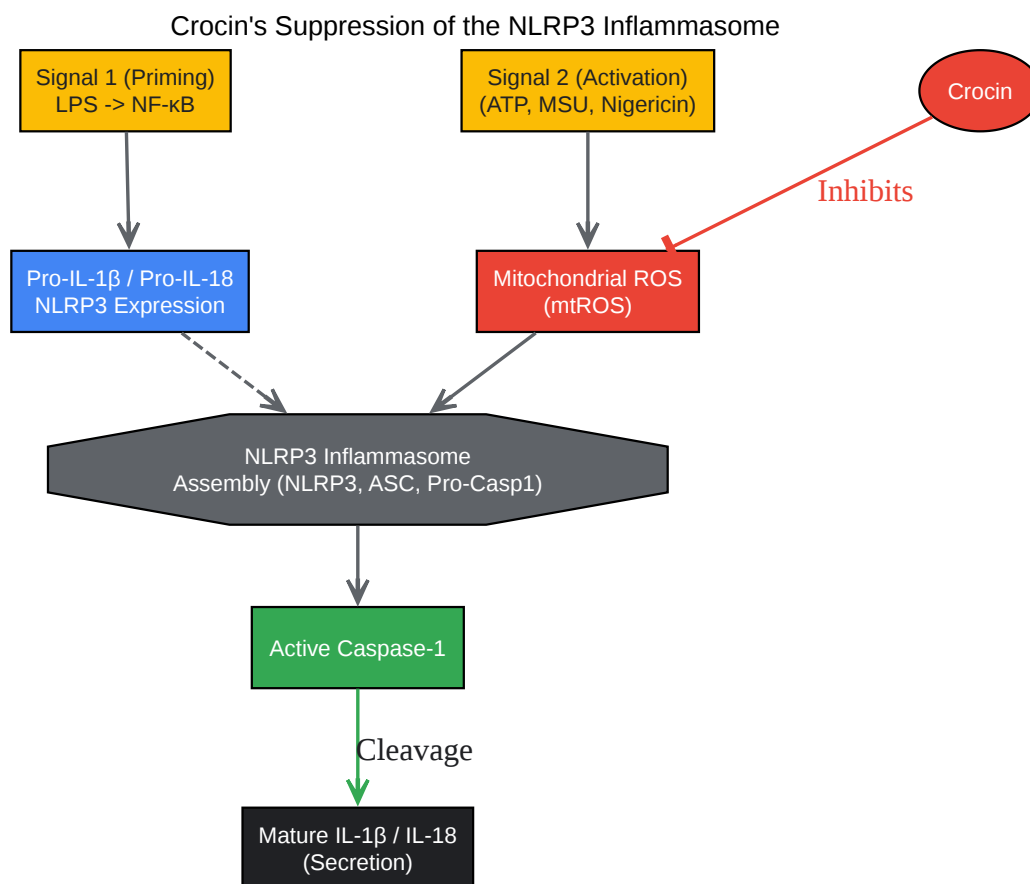 Crocin's Suppression of the NLRP3 Inflammasome
Signal 1 (Priming)
LPS -> NF-κB
Signal 2 (Activation)
(ATP, MSU, Nigericin)
Crocin
Inhibits
Pro-IL-1β / Pro-IL-18
NLRP3 Expression
Mitochondrial ROS
(mtROS)
NLRP3 Inflammasome
Assembly (NLRP3, ASC, Pro-Casp1)
Active Caspase-1
Cleavage
Mature IL-1β / IL-18
(Secretion)